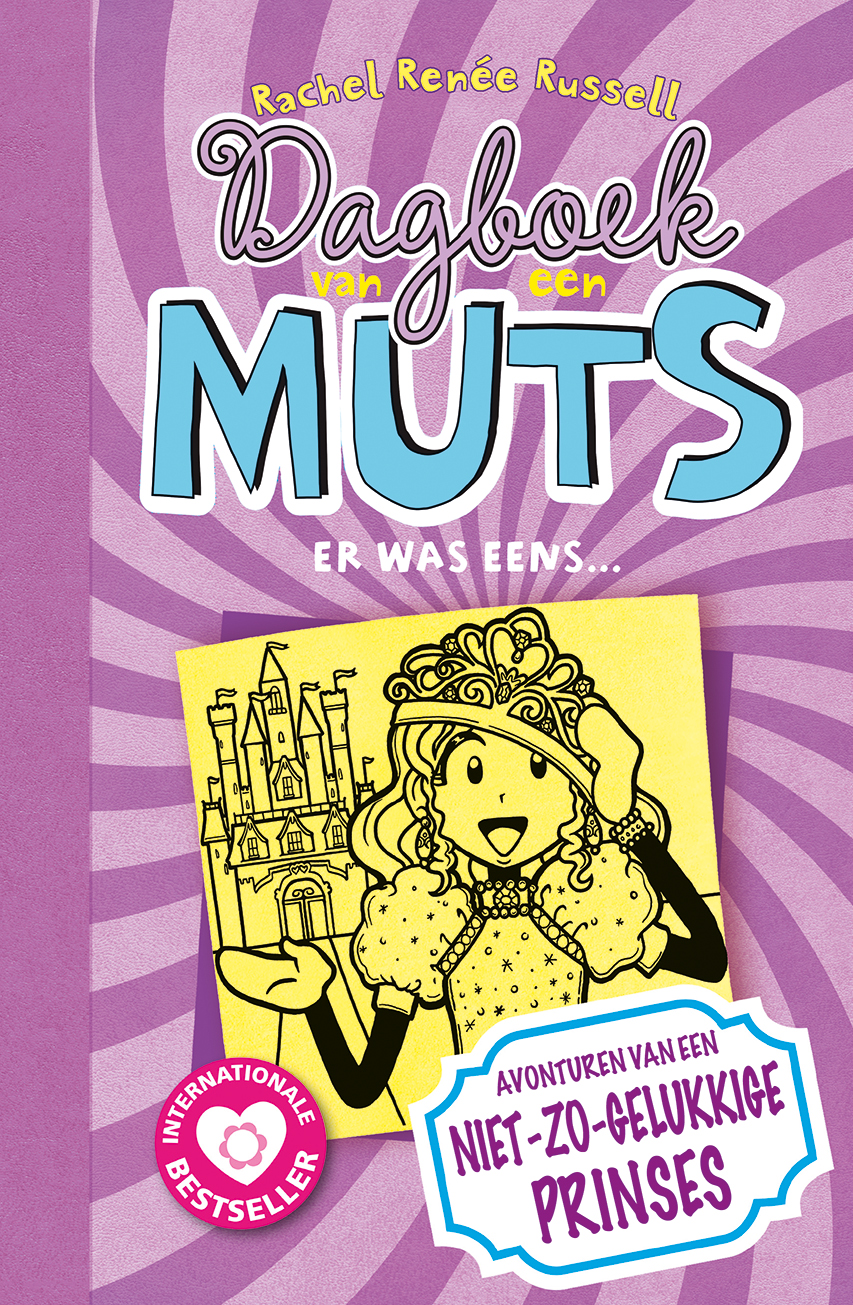 Rachel Renée Russell
Dagboek
van een
MUTS
ER WAS EENS...
INTERNATIONALE
BESTSELLER
AVONTUREN VAN EEN
NIET-ZO-GELUKKIGE
PRINSES